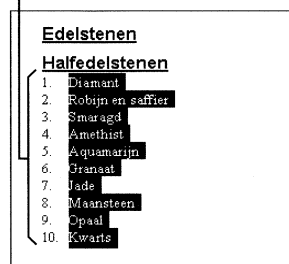 Edelstenen
Halfedelstenen
1. Diamant
2. Robijn en saffier
3. Smaragd
4. Amethist
5. Aquamarijn
6. Granaat
7. Jade
8. Maansteen
9. Opaal
10. Kwarts